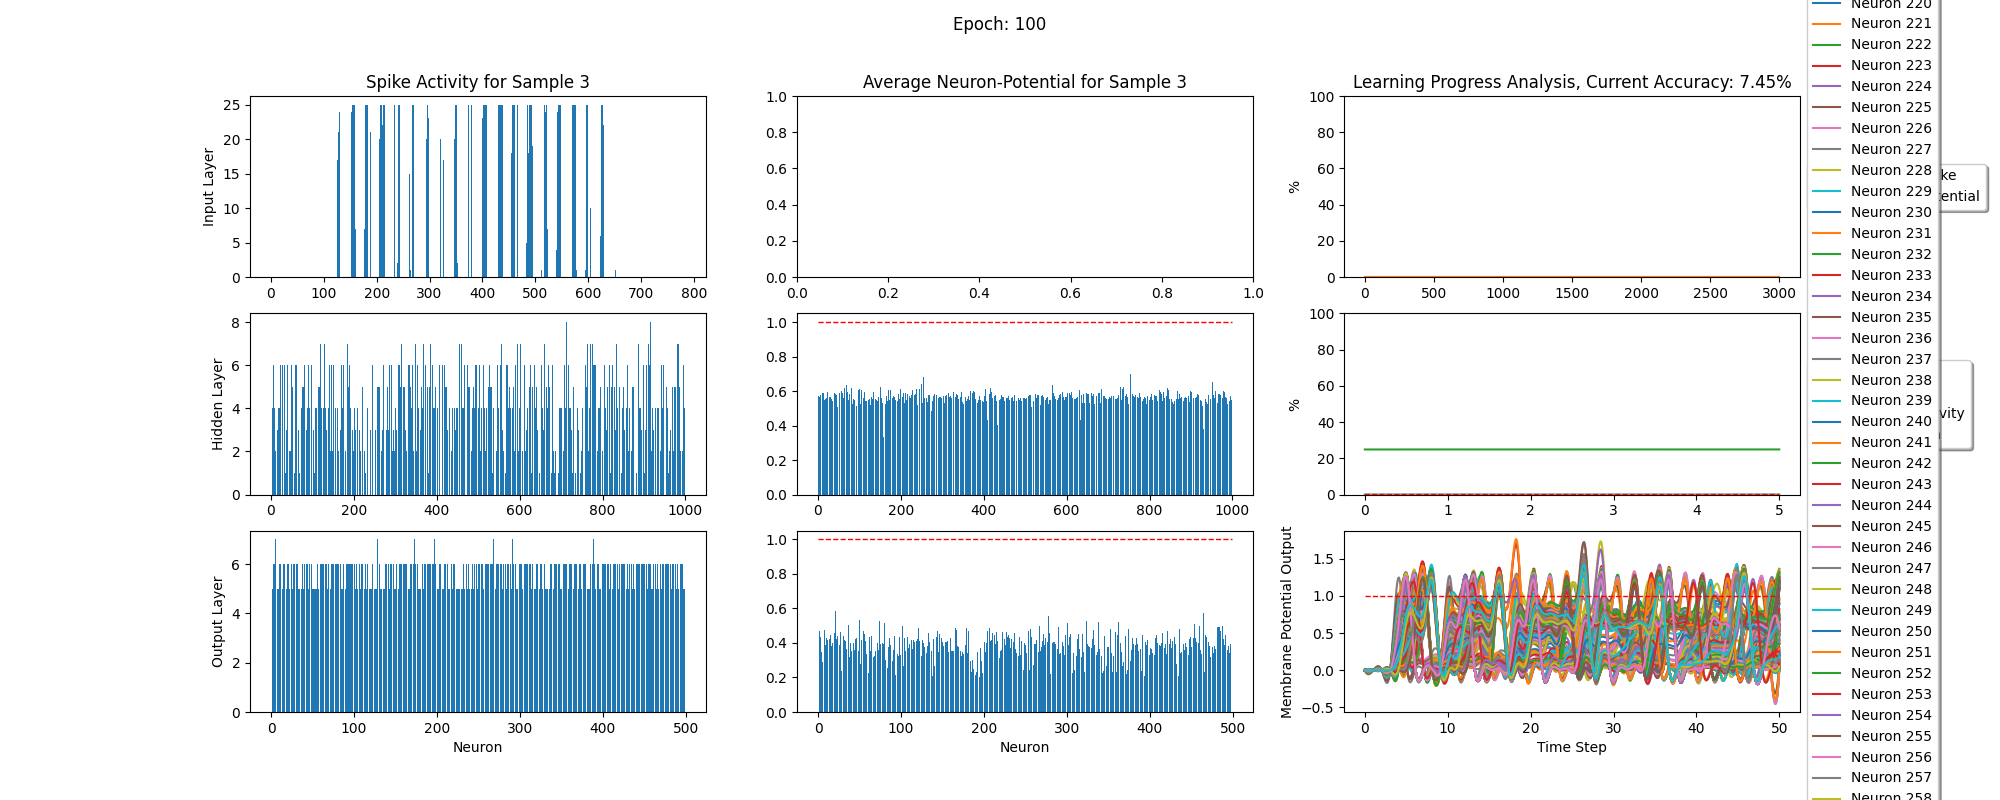 Epoch: 100
Spike Activity for Sample 3
Input Layer
25
20
15
10
5
0
0 100 200 300 400 500 600 700 800
Average Neuron-Potential for Sample 3
1.0
0.8
0.6
0.4
0.2
0.0
0.0 0.2 0.4 0.6 0.8 1.0
Learning Progress Analysis, Current Accuracy: 7.45%
%
100
80
60
40
20
0
0 500 1000 1500 2000 2500 3000
Hidden Layer
8
6
4
2
0
0 200 400 600 800 1000
1.0
0.8
0.6
0.4
0.2
0.0
0 200 400 600 800 1000
%
100
80
60
40
20
0
0 1 2 3 4 5
Output Layer
6
4
2
0
0 100 200 300 400 500
Neuron
1.0
0.8
0.6
0.4
0.2
0.0
0 100 200 300 400 500
Neuron
Membrane Potential Output
1.5
1.0
0.5
0.0
−0.5
0 10 20 30 40 50
Time Step
Neuron 220
Neuron 221
Neuron 222
Neuron 223
Neuron 224
Neuron 225
Neuron 226
Neuron 227
Neuron 228
Neuron 229
Neuron 230
Neuron 231
Neuron 232
Neuron 233
Neuron 234
Neuron 235
Neuron 236
Neuron 237
Neuron 238
Neuron 239
Neuron 240
Neuron 241
Neuron 242
Neuron 243
Neuron 244
Neuron 245
Neuron 246
Neuron 247
Neuron 248
Neuron 249
Neuron 250
Neuron 251
Neuron 252
Neuron 253
Neuron 254
Neuron 255
Neuron 256
Neuron 257
Neuron 258
ke
ential
vity